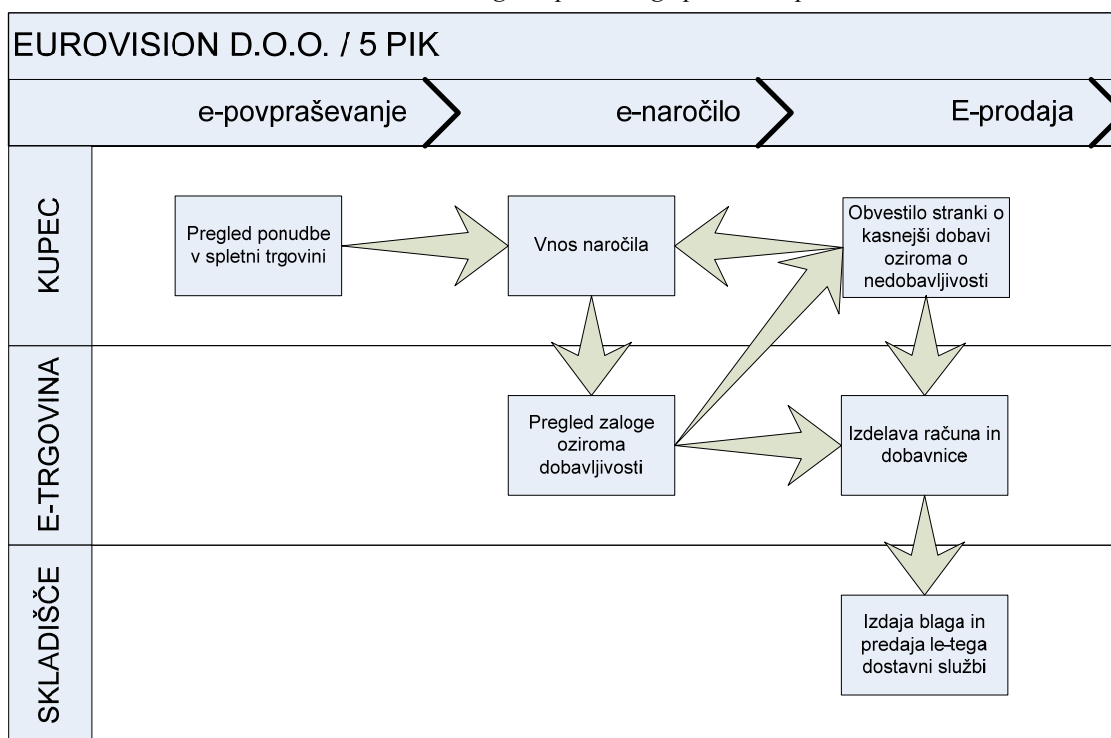 EUROVISION D.O.O. / 5 PIK
e-povpraševanje
e-naročilo
E-prodaja
KUPEC
Pregled ponudbe
v spletni trgovini
Vnos naročila
Obvestilo stranki o
kasnejši dobavi
oziroma o
nedobavljivosti
E-TRGOVINA
Pregled zaloge
oziroma
dobavljivosti
Izdelava računa in
dobavnice
SKLADIŠČE
Izdaja blaga in
predaja le-tega
dostavni službi